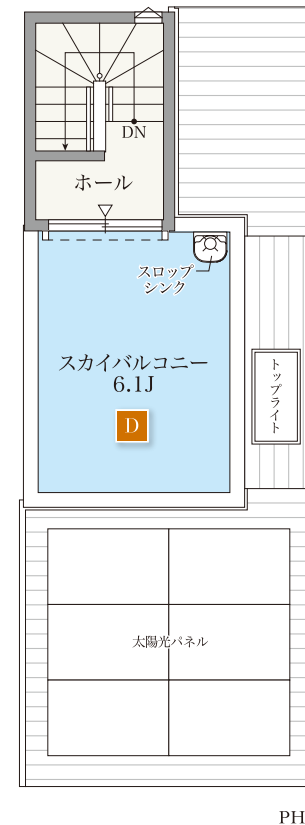 DN
ホール
スロップ
シンク
スカイバルコニー
6.1J
D
トップライト
太陽光パネル
PH